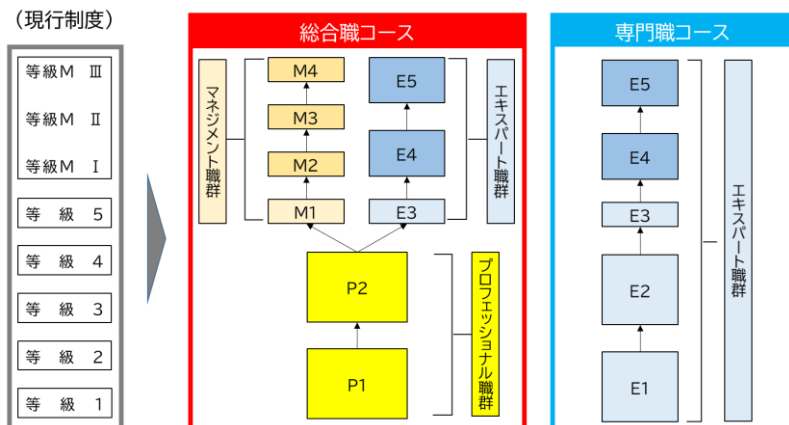 （現行制度）
等級M Ⅲ
等級M Ⅱ
等級M Ⅰ
等 級 5
等 級 4
等 級 3
等 級 2
等 級 1
総合職コース
マネジメント職群
M4
M3
M2
M1
E5
E4
E3
エキスパート職群
P2
P1
プロフェッショナル職群
専門職コース
E5
E4
E3
E2
E1
エキスパート職群